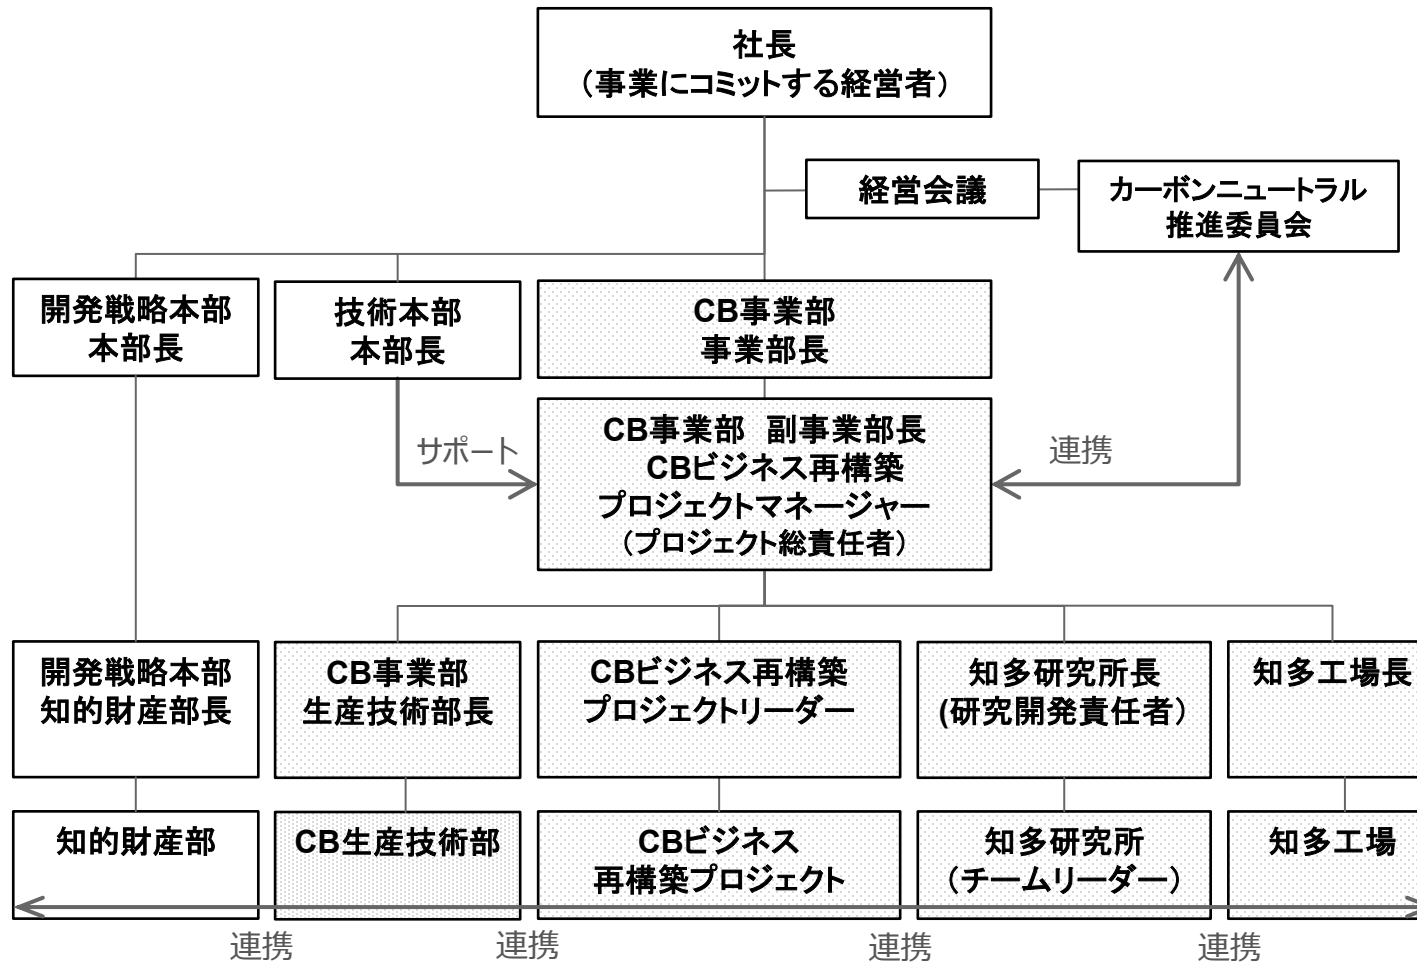 社長
（事業にコミットする経営者）
経営会議
カーボンニュートラル
推進委員会
開発戦略本部
本部長
技術本部
本部長
CB事業部
事業部長
サポート
CB事業部　副事業部長
CBビジネス再構築
プロジェクトマネージャー
（プロジェクト総責任者）
連携
開発戦略本部
知的財産部長
CB事業部
生産技術部長
CBビジネス再構築
プロジェクトリーダー
知多研究所長
(研究開発責任者）
知多工場長
知的財産部
CB生産技術部
CBビジネス
再構築プロジェクト
知多研究所
（チームリーダー）
知多工場
連携
連携
連携
連携